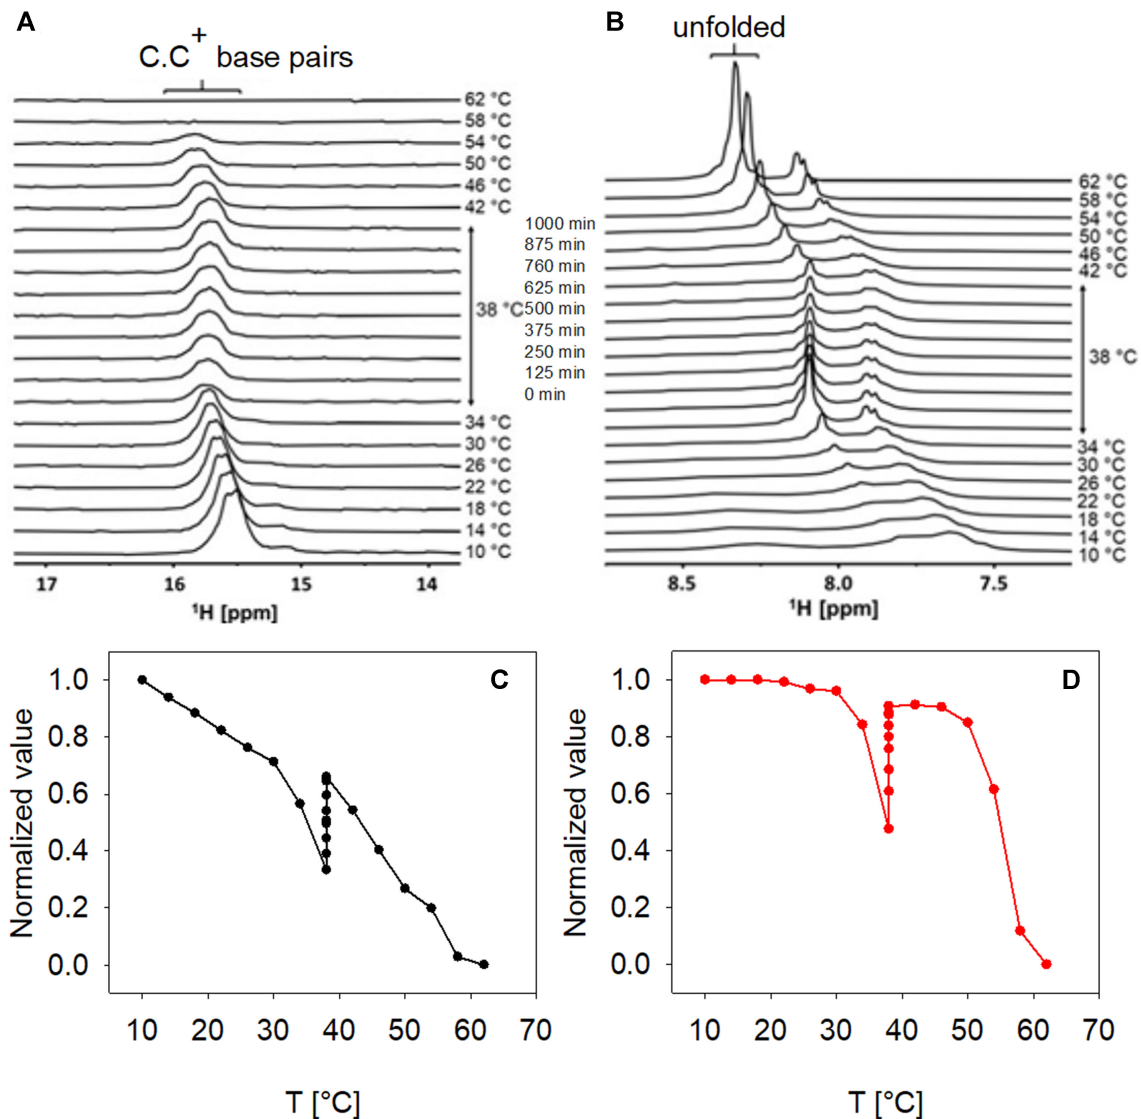 A
C.C+ base pairs
62 °C
58 °C
54 °C
50 °C
46 °C
42 °C
38 °C
34 °C
30 °C
26 °C
22 °C
18 °C
14 °C
10 °C
17 16 15 14
¹H [ppm]
1000 min
875 min
760 min
625 min
500 min
375 min
250 min
125 min
0 min
B
unfolded
62 °C
58 °C
54 °C
50 °C
46 °C
42 °C
38 °C
34 °C
30 °C
26 °C
22 °C
18 °C
14 °C
10 °C
8.5 8.0 7.5
¹H [ppm]
C
Normalized value
1.0
0.8
0.6
0.4
0.2
0.0
10 20 30 40 50 60 70
T [°C]
D
Normalized value
1.0
0.8
0.6
0.4
0.2
0.0
10 20 30 40 50 60 70
T [°C]